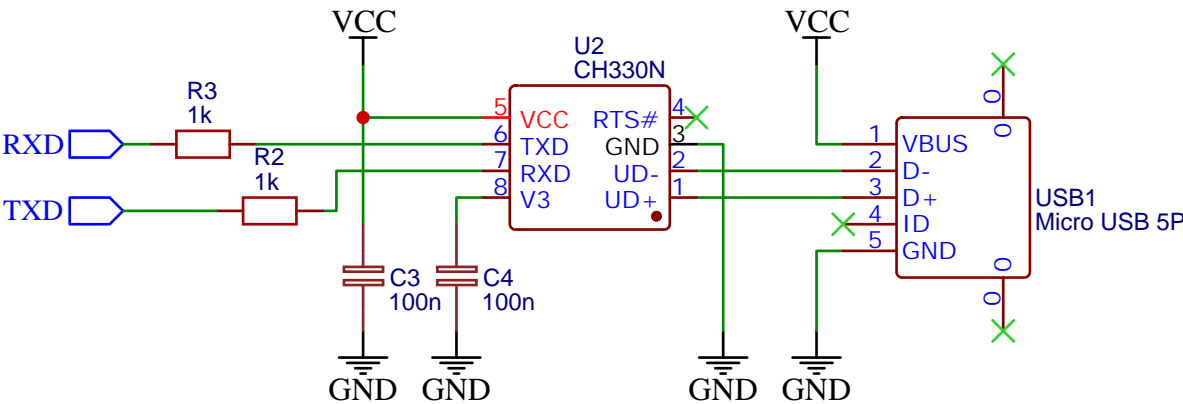 VCC
VCC
U2
CH330N
R3
1k
RXD
R2
1k
TXD
5
6
7
8
VCC
TXD
RXD
V3
RTS#
GND
UD-
UD+
4
3
2
1
1
2
3
4
5
VBUS
D-
D+
ID
GND
0
0
0
0
USB1
Micro USB 5P
C3
100n
C4
100n
GND
GND
GND
GND